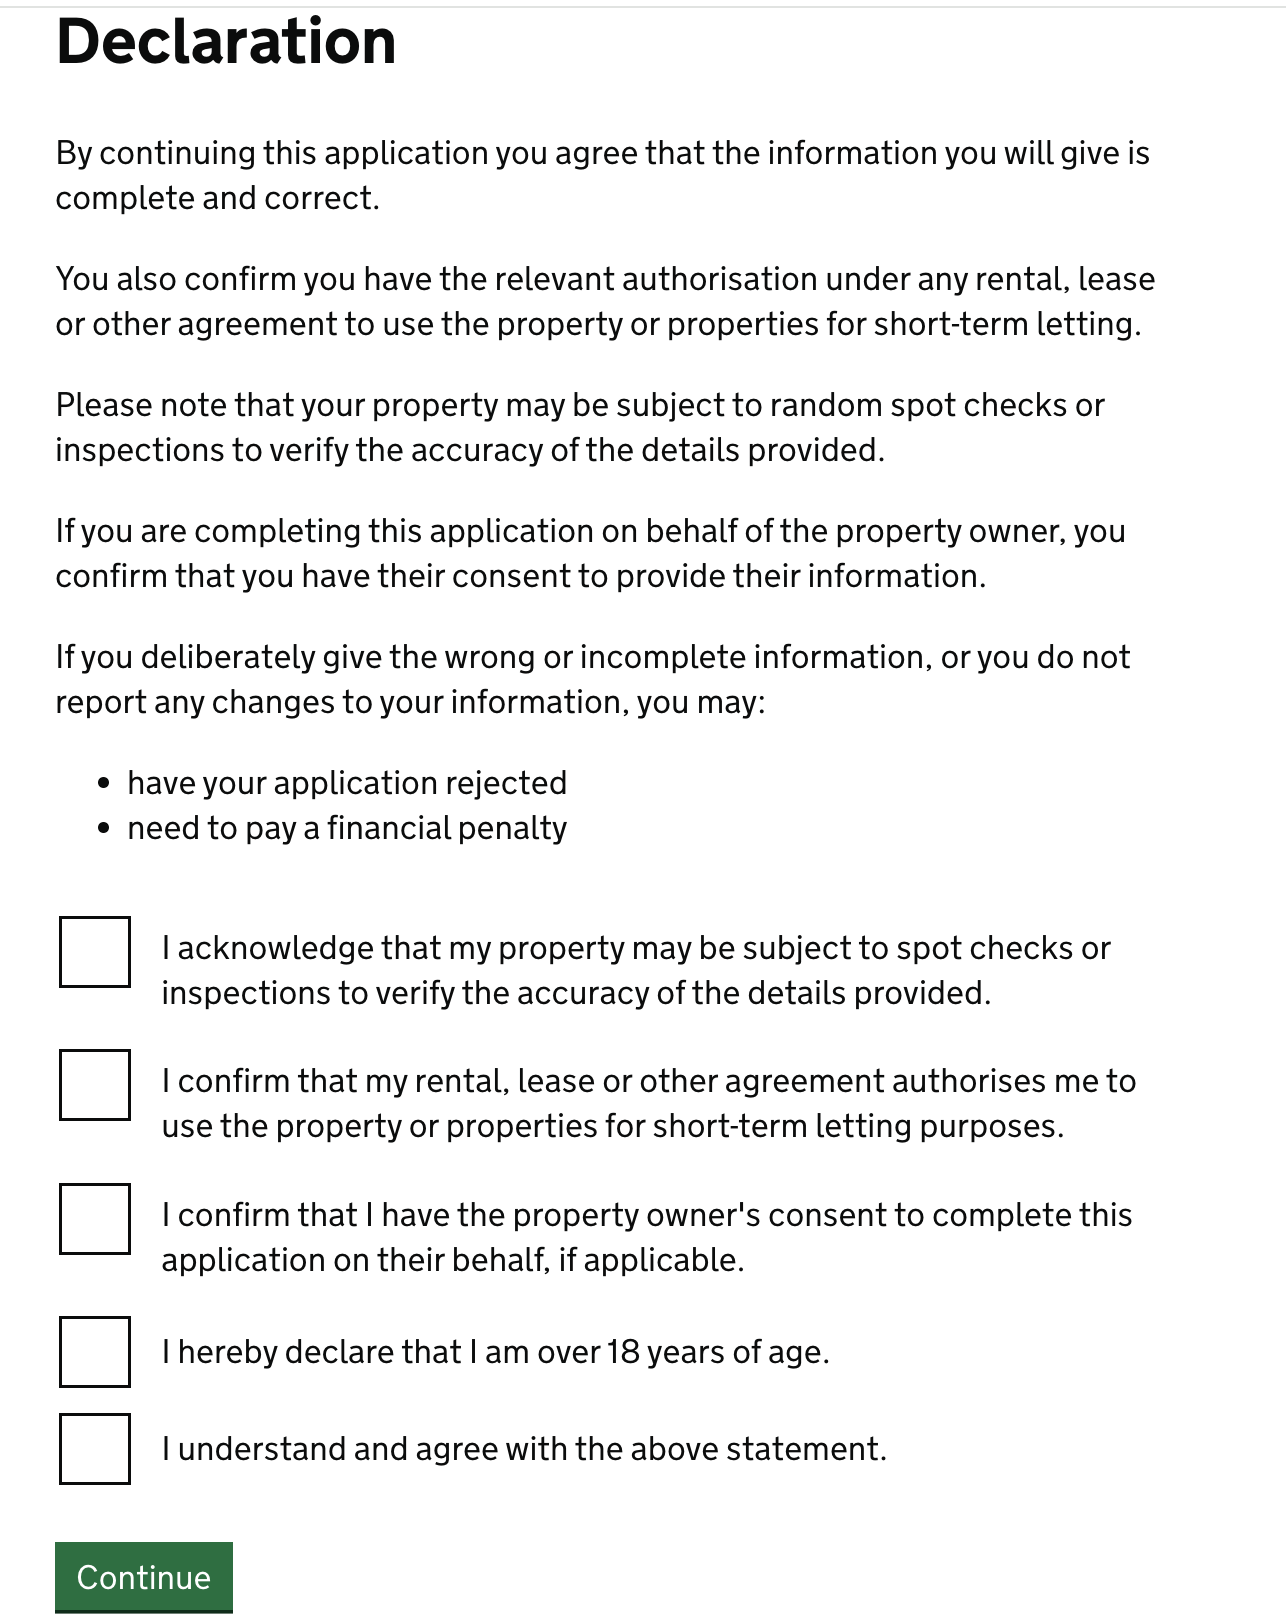 Declaration
By continuing this application you agree that the information you will give is
complete and correct.
You also confirm you have the relevant authorisation under any rental, lease
or other agreement to use the property or properties for short-term letting.
Please note that your property may be subject to random spot checks or
inspections to verify the accuracy of the details provided.
If you are completing this application on behalf of the property owner, you
confirm that you have their consent to provide their information.
If you deliberately give the wrong or incomplete information, or you do not
report any changes to your information, you may:
• have your application rejected
• need to pay a financial penalty
I acknowledge that my property may be subject to spot checks or
inspections to verify the accuracy of the details provided.
I confirm that my rental, lease or other agreement authorises me to
use the property or properties for short-term letting purposes.
I confirm that I have the property owner's consent to complete this
application on their behalf, if applicable.
I hereby declare that I am over 18 years of age.
I understand and agree with the above statement.
Continue